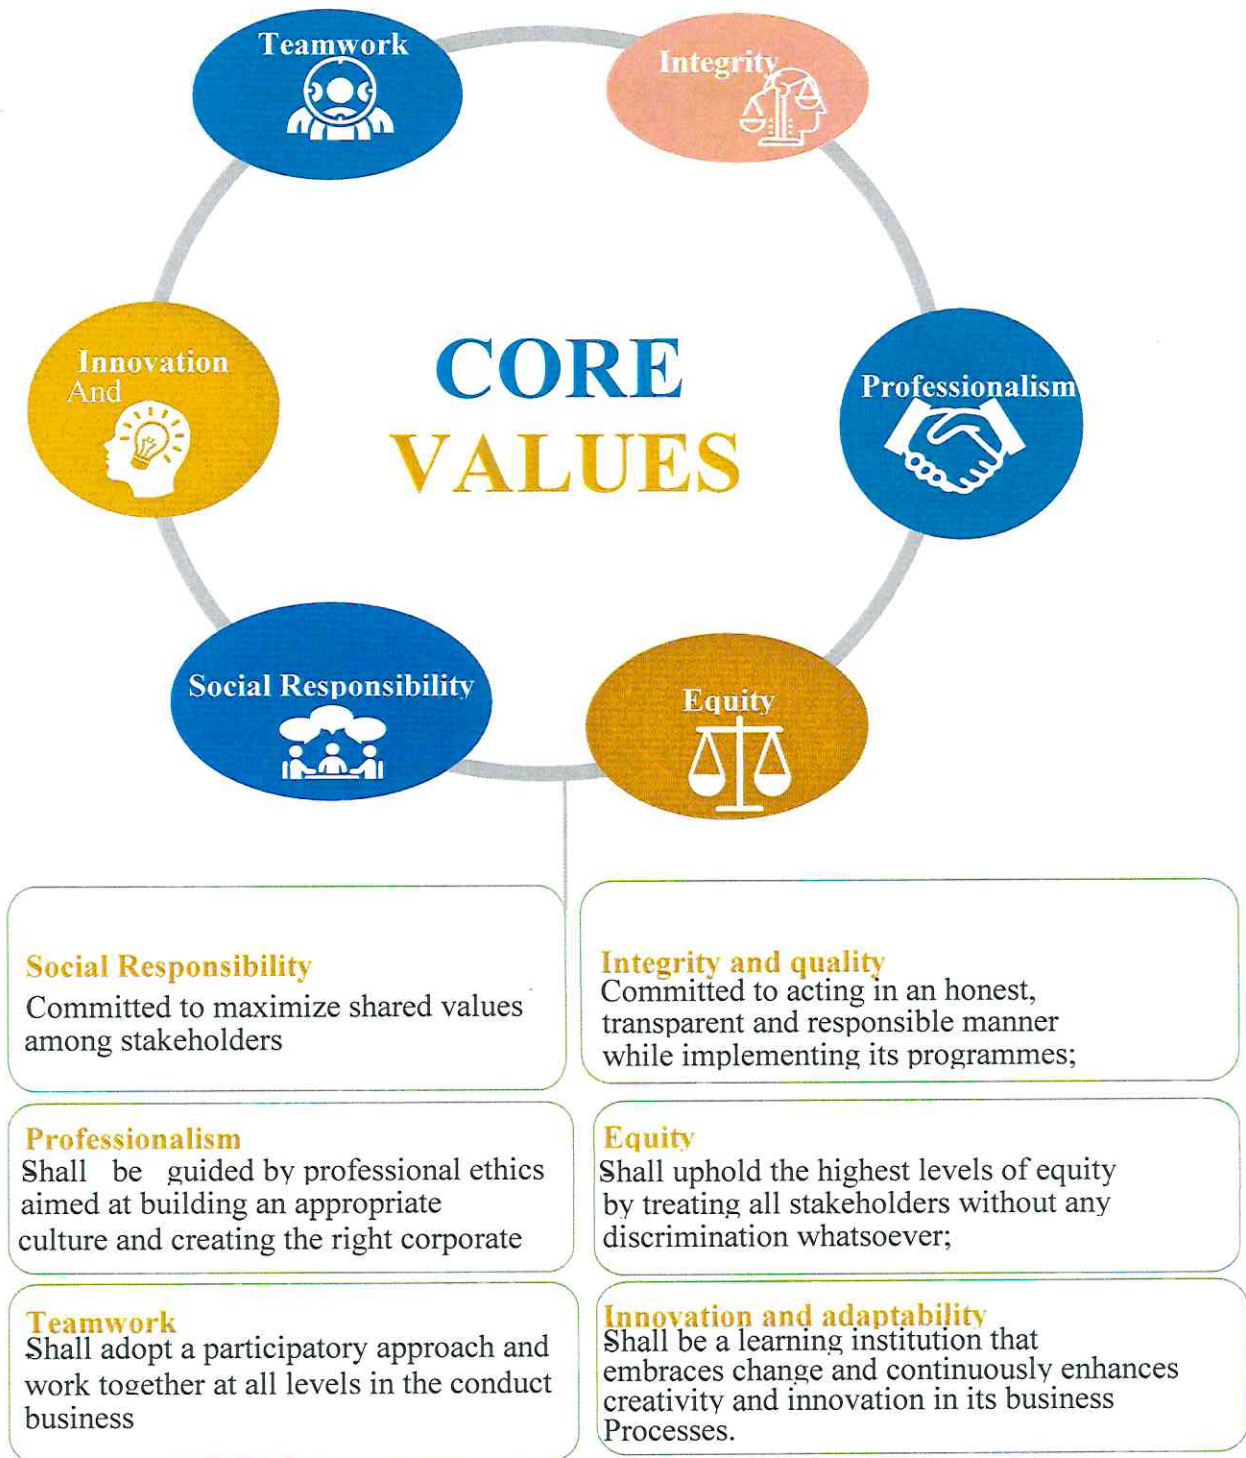 Teamwork
Integrity
Innovation
And
CORE
VALUES
Professionalism
Social Responsibility
Equity
Social Responsibility
Committed to maximize shared values
among stakeholders
Integrity and quality
Committed to acting in an honest,
transparent and responsible manner
while implementing its programmes;
Professionalism
Shall be guided by professional ethics
aimed at building an appropriate
culture and creating the right corporate
Equity
Shall uphold the highest levels of equity
by treating all stakeholders without any
discrimination whatsoever;
Teamwork
Shall adopt a participatory approach and
work together at all levels in the conduct
business
Innovation and adaptability
Shall be a learning institution that
embraces change and continuously enhances
creativity and innovation in its business
Processes.